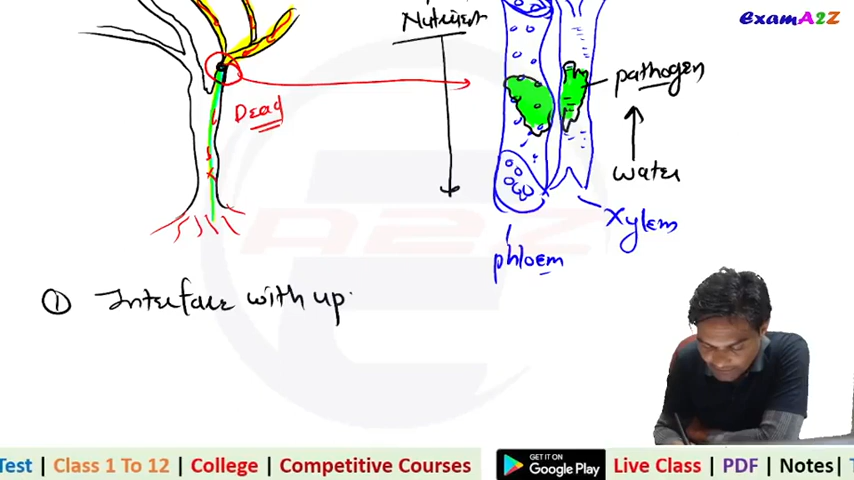 ExamA2Z
Nutrient
pathogen
Dead
water
xylem
phloem
① Interfere with up
Test | Class 1 To 12 | College | Competitive Courses
GET IT ON
Google Play
Live Class | PDF | Notes |